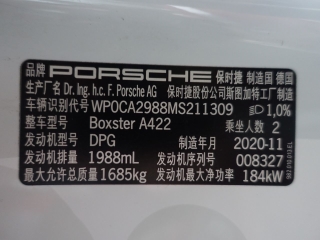 品牌 PORSCHE 保时捷 制造国 德国
生产厂名 Dr. Ing. h.c. F. Porsche AG 保时捷股份公司斯图加特工厂制造
车辆识别代号 WP0CA2988MS211309 1,0%
整车型号 Boxster A422 乘坐人数 2
发动机型号 DPG 制造年月 2020-11
发动机排量 1988mL 发动机序列号 008327
最大允许总质量 1685kg 发动机最大净功率 184kW